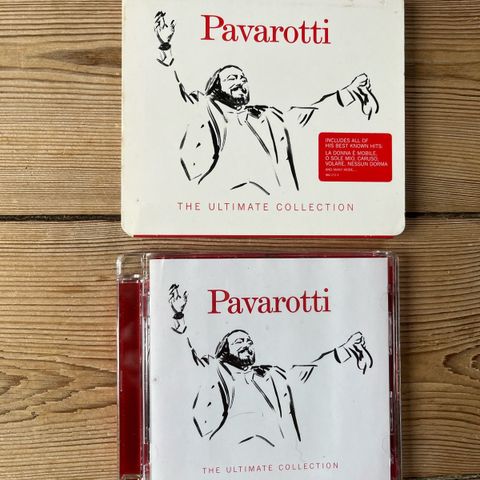 Pavarotti
INCLUDES ALL OF
HIS BEST KNOWN HITS:
LA DONNA È MOBILE,
O SOLE MIO, CARUSO,
VOLARE, NESSUN DORMA
AND MANY MORE...
THE ULTIMATE COLLECTION
Pavarotti
THE ULTIMATE COLLECTION